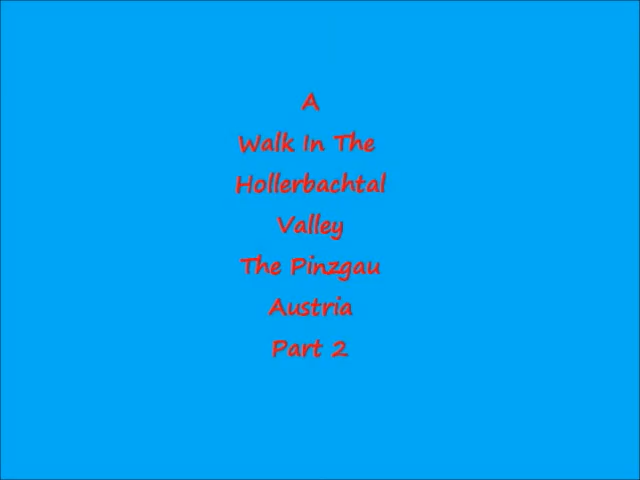 A
Walk In The
Hollerbachtal
Valley
The Pinzgau
Austria
Part 2